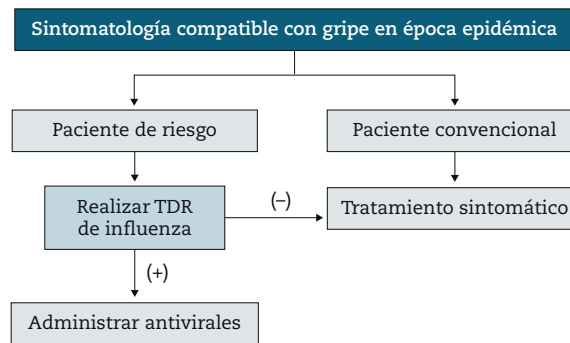 Sintomatología compatible con gripe en época epidémica
Paciente de riesgo
Paciente convencional
Realizar TDR
de influenza
(–)
Tratamiento sintomático
(+)
Administrar antivirales